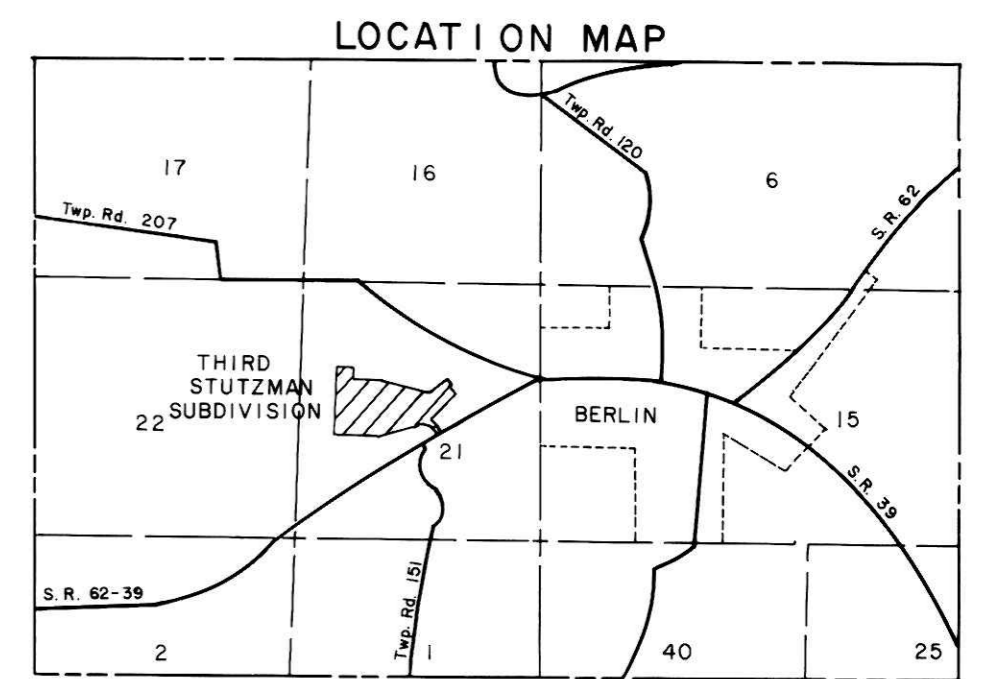 LOCATION MAP
17
16
6
Twp. Rd. 120
S. R. 62
Twp. Rd. 207
THIRD
STUTZMAN
SUBDIVISION
22
21
BERLIN
15
S. R. 39
S. R. 62-39
Twp. Rd. 151
2
1
40
25